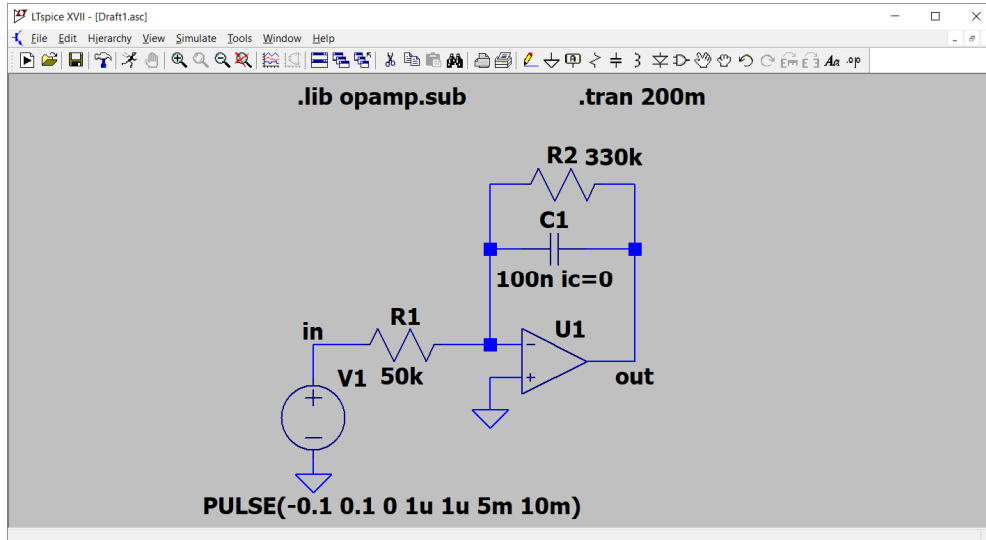 LTspice XVII - [Draft1.asc]
File Edit Hierarchy View Simulate Tools Window Help
.lib opamp.sub .tran 200m
R2 330k
C1
100n ic=0
R1
in
U1
V1 50k
out
PULSE(-0.1 0.1 0 1u 1u 5m 10m)